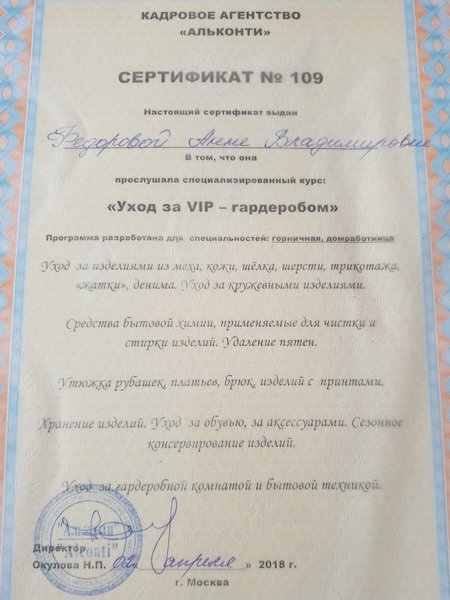 КАДРОВОЕ АГЕНТСТВО
«АЛЬКОНТИ»
СЕРТИФИКАТ № 109
Настоящий сертификат выдан
Федоровой Анне Владимировне
В том, что она
прослушала специализированный курс:
«Уход за VIP – гардеробом»
Программа разработана для специальностей: горничная, домработница
Уход за изделиями из меха, кожи, шёлка, шерсти, трикотажа,
«жатки», денима. Уход за кружевными изделиями.
Средства бытовой химии, применяемые для чистки и
стирки изделий. Удаление пятен.
Утюжка рубашек, платьев, брюк, изделий с принтами.
Хранение изделий. Уход за обувью, за аксессуарами. Сезонное
консервирование изделий.
Уход за гардеробной комнатой и бытовой техникой.
"Алконти"
"Alconti"
Директор
Окулова Н.П. 02 апреля » 2018 г.
г. Москва